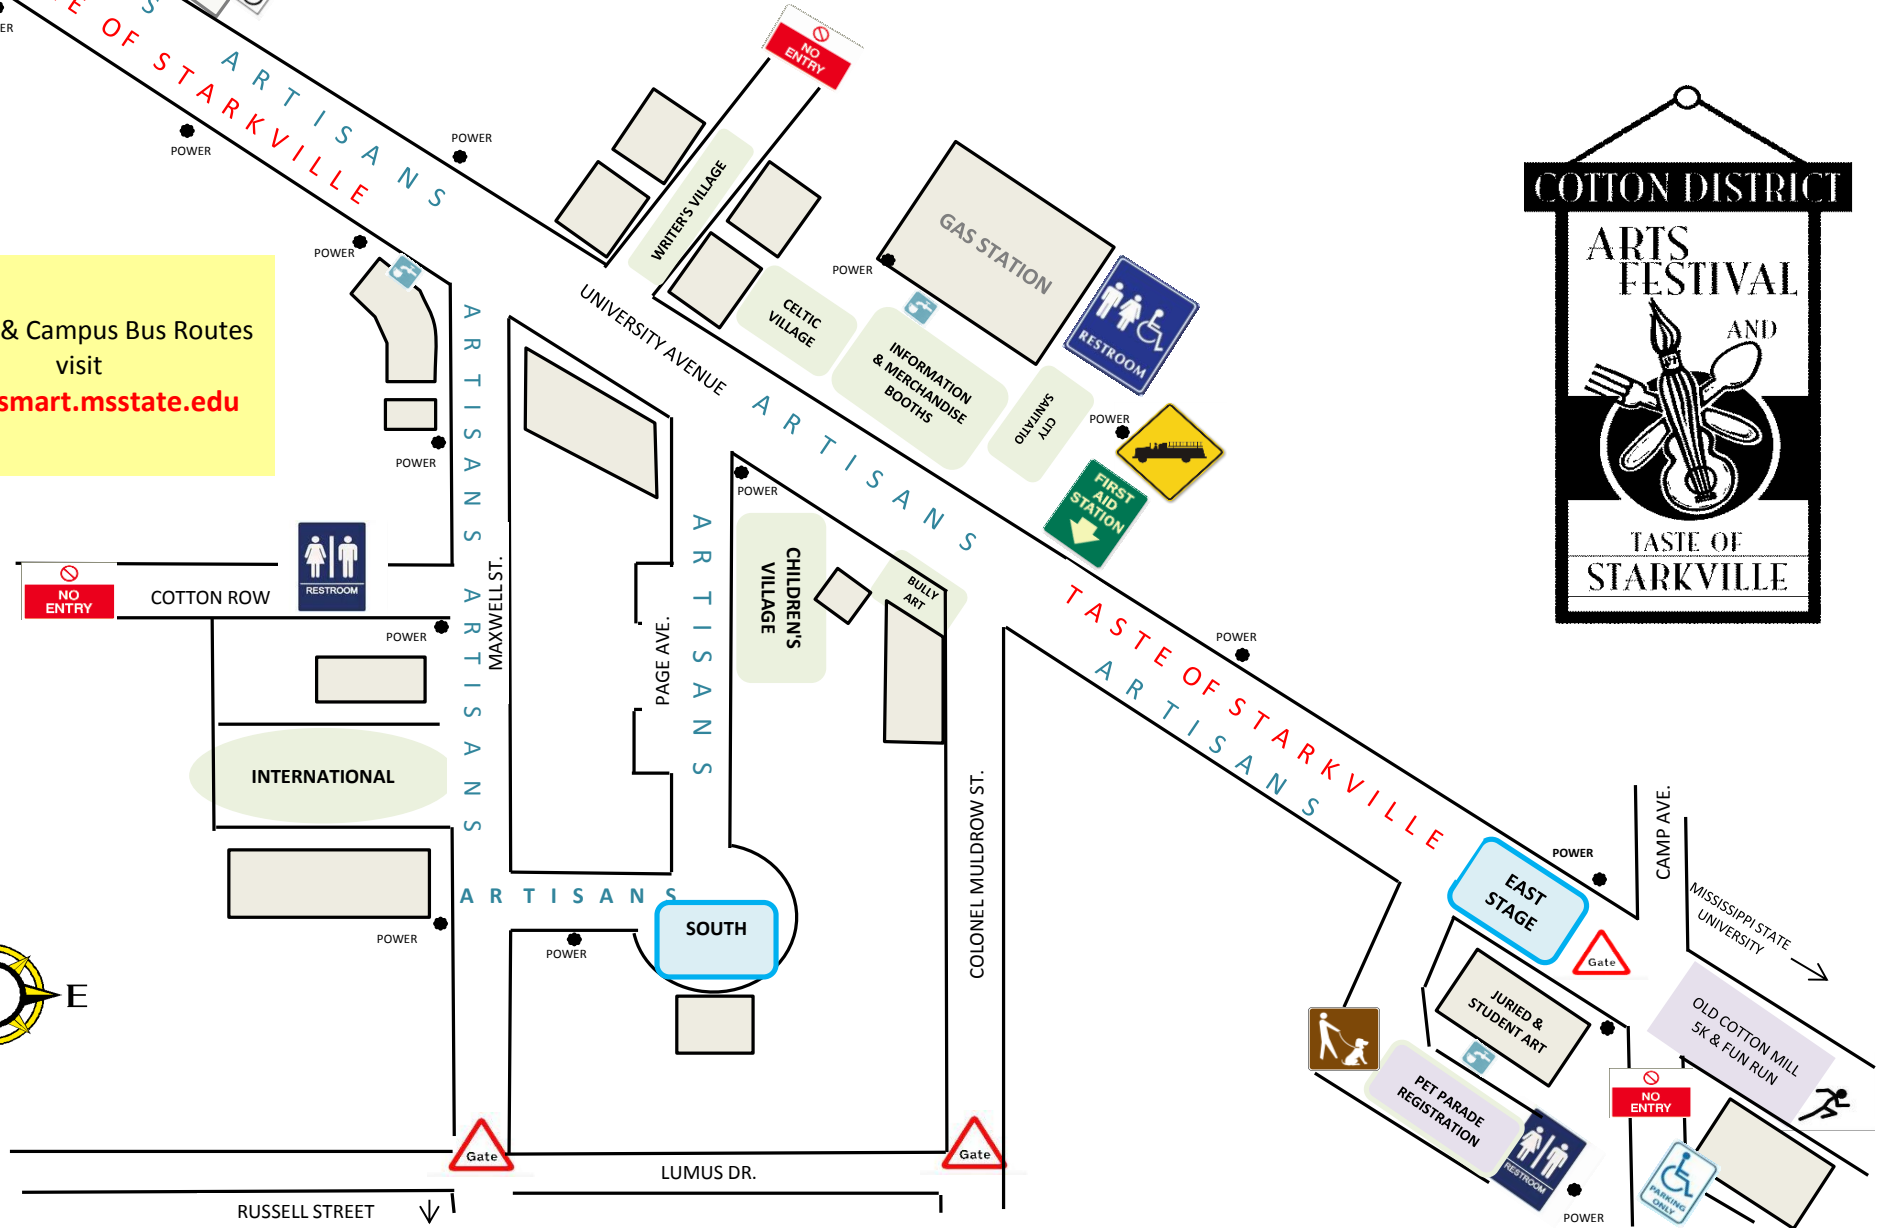 ER
S
E OF STARKVILLE
ARTISANS
POWER
POWER
POWER
NO
ENTRY
WRITER'S VILLAGE
GAS STATION
POWER
RESTROOM
CELTIC
VILLAGE
INFORMATION
& MERCHANDISE
BOOTHS
CITY
SANITATIO
POWER
FIRST
AID
STATION
UNIVERSITY AVENUE
ARTISANS
COTTON DISTRICT
ARTS
FESTIVAL
AND
TASTE OF
STARKVILLE
& Campus Bus Routes
visit
smart.msstate.edu
POWER
ARTISANS
ARTISANS
MAXWELL ST.
NO
ENTRY
COTTON ROW
RESTROOM
POWER
INTERNATIONAL
POWER
ARTISANS
POWER
SOUTH
PAGE AVE.
ARTISANS
POWER
CHILDREN'S
VILLAGE
BULLY
ART
COLONEL MULDROW ST.
TASTE OF STARKVILLE
ARTISANS
POWER
EAST
STAGE
POWER
CAMP AVE.
MISSISSIPPI STATE
UNIVERSITY
Gate
JURIED &
STUDENT ART
OLD COTTON MILL
5K & FUN RUN
PET PARADE
REGISTRATION
RESTROOM
NO
ENTRY
PARKING
ONLY
POWER
E
Gate
Gate
LUMUS DR.
RUSSELL STREET